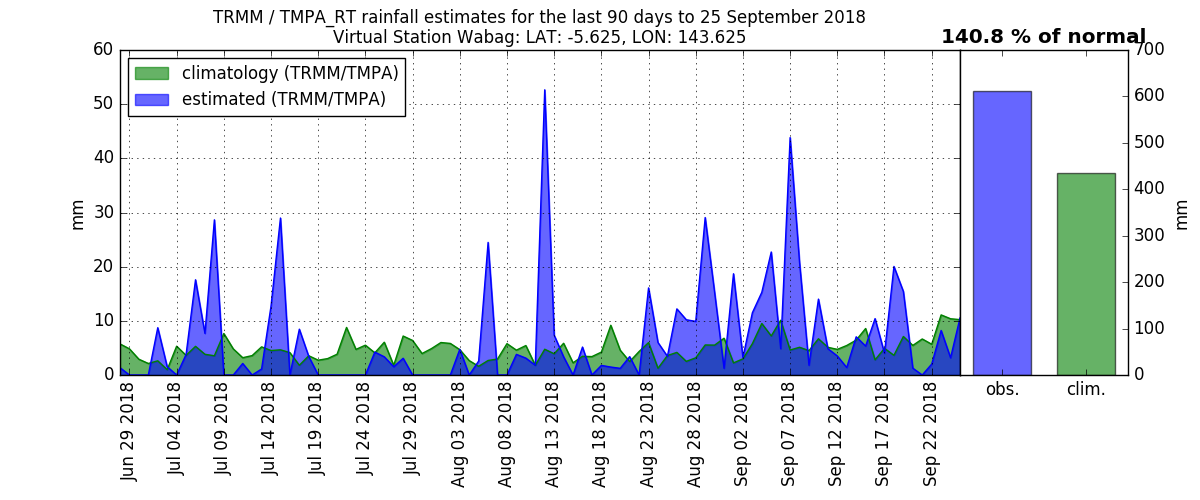 TRMM / TMPA_RT rainfall estimates for the last 90 days to 25 September 2018
Virtual Station Wabag: LAT: -5.625, LON: 143.625
140.8 % of normal
climatology (TRMM/TMPA)
estimated (TRMM/TMPA)
60
50
40
30
20
10
0
mm
Jun 29 2018
Jul 04 2018
Jul 09 2018
Jul 14 2018
Jul 19 2018
Jul 24 2018
Jul 29 2018
Aug 03 2018
Aug 08 2018
Aug 13 2018
Aug 18 2018
Aug 23 2018
Aug 28 2018
Sep 02 2018
Sep 07 2018
Sep 12 2018
Sep 17 2018
Sep 22 2018
obs.
clim.
700
600
500
400
300
200
100
0
mm